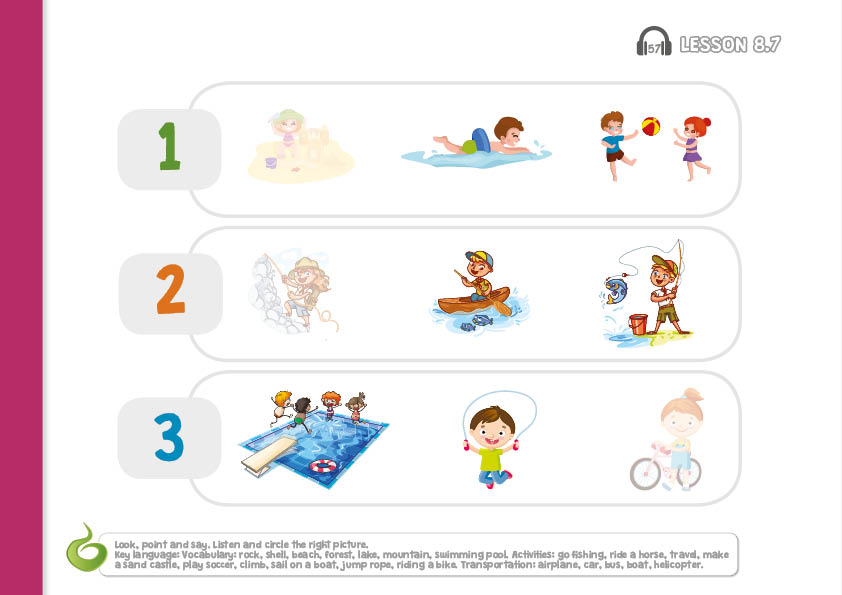 57 LESSON 8.7
1
2
3
Look, point and say. Listen and circle the right picture.
Key language: Vocabulary: rock, shell, beach, forest, lake, mountain, swimming pool. Activities: go fishing, ride a horse, travel, make
a sand castle, play soccer, climb, sail on a boat, jump rope, riding a bike. Transportation: airplane, car, bus, boat, helicopter.